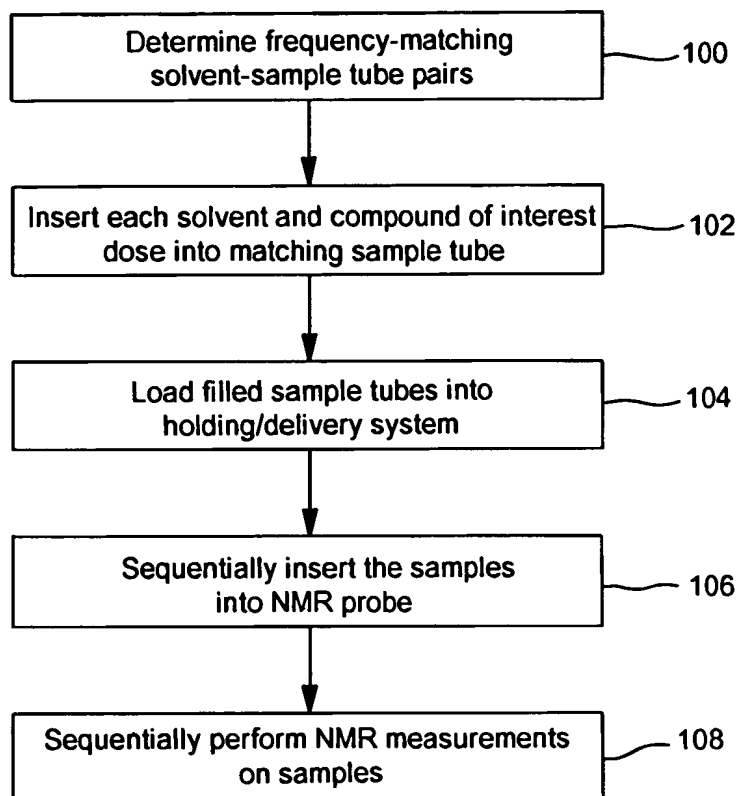 Determine frequency-matching
solvent-sample tube pairs
100
Insert each solvent and compound of interest
dose into matching sample tube
102
Load filled sample tubes into
holding/delivery system
104
Sequentially insert the samples
into NMR probe
106
Sequentially perform NMR measurements
on samples
108